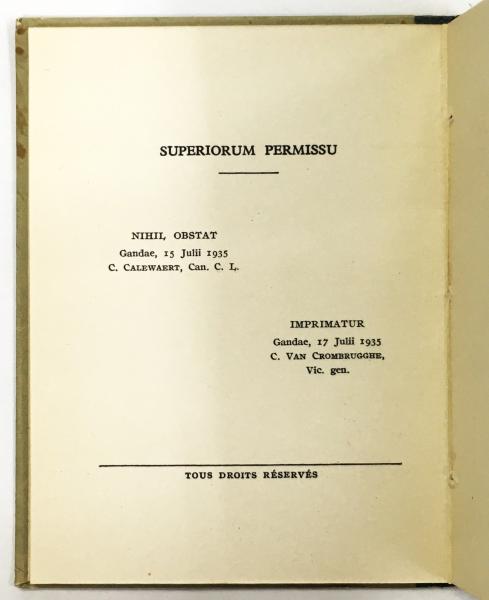 SUPERIORUM PERMISSU
NIHIL OBSTAT
Gandae, 15 Julii 1935
C. CALEWAERT, Can. C. L.
IMPRIMATUR
Gandae, 17 Julii 1935
C. VAN CROMBRUGGHE,
Vic. gen.
TOUS DROITS RÉSERVÉS